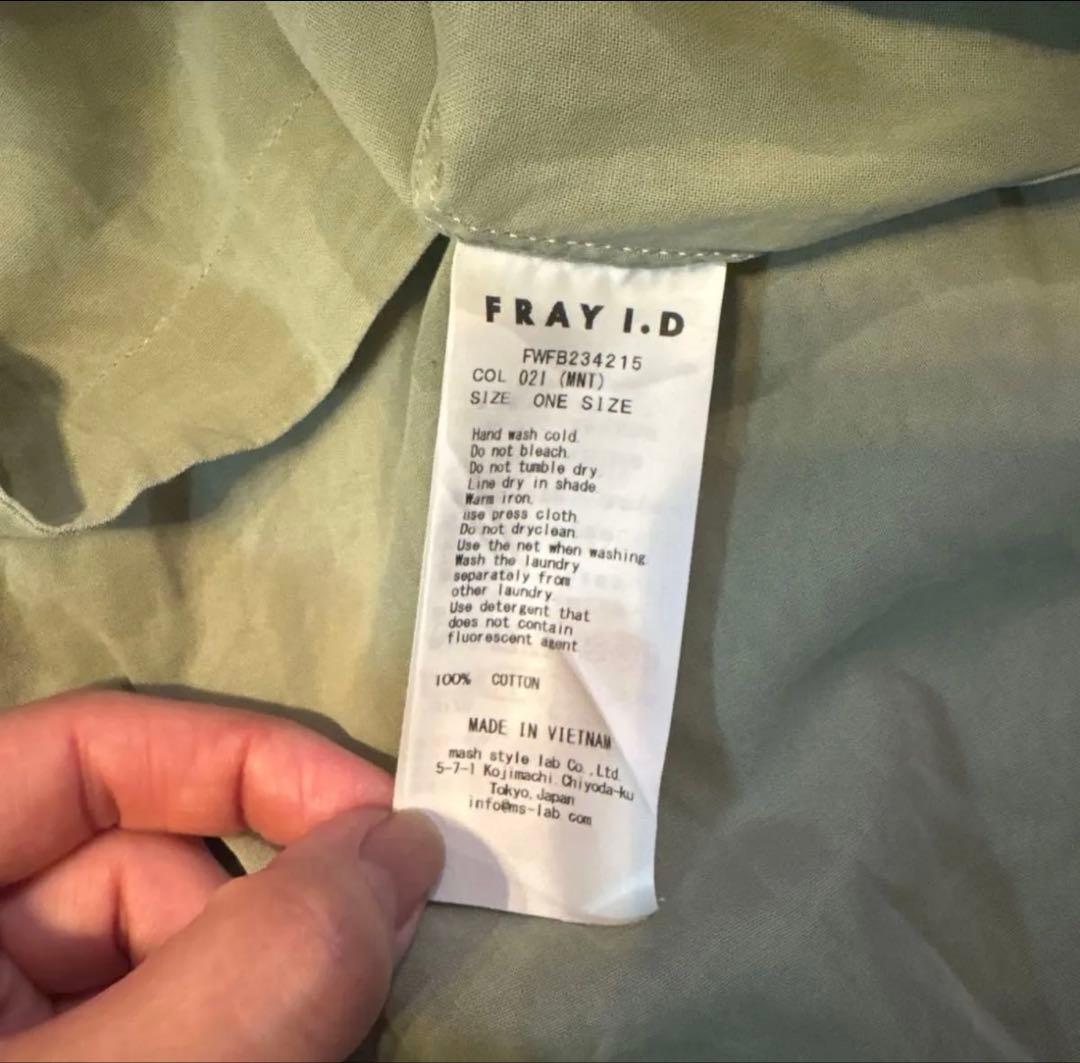 FRAY I.D
FWFB234215
COL 021 (MNT)
SIZE ONE SIZE
Hand wash cold.
Do not bleach.
Do not tumble dry.
Line dry in shade.
Warm iron.
use press cloth.
Do not dryclean.
Use the net when washing.
Wash the laundry
separately from
other laundry.
Use detergent that
does not contain
fluorescent agent.
100% COTTON
MADE IN VIETNAM
mash style lab Co.,Ltd.
5-7-1 Kojimachi.Chiyoda-ku
Tokyo,Japan
info@ms-lab com